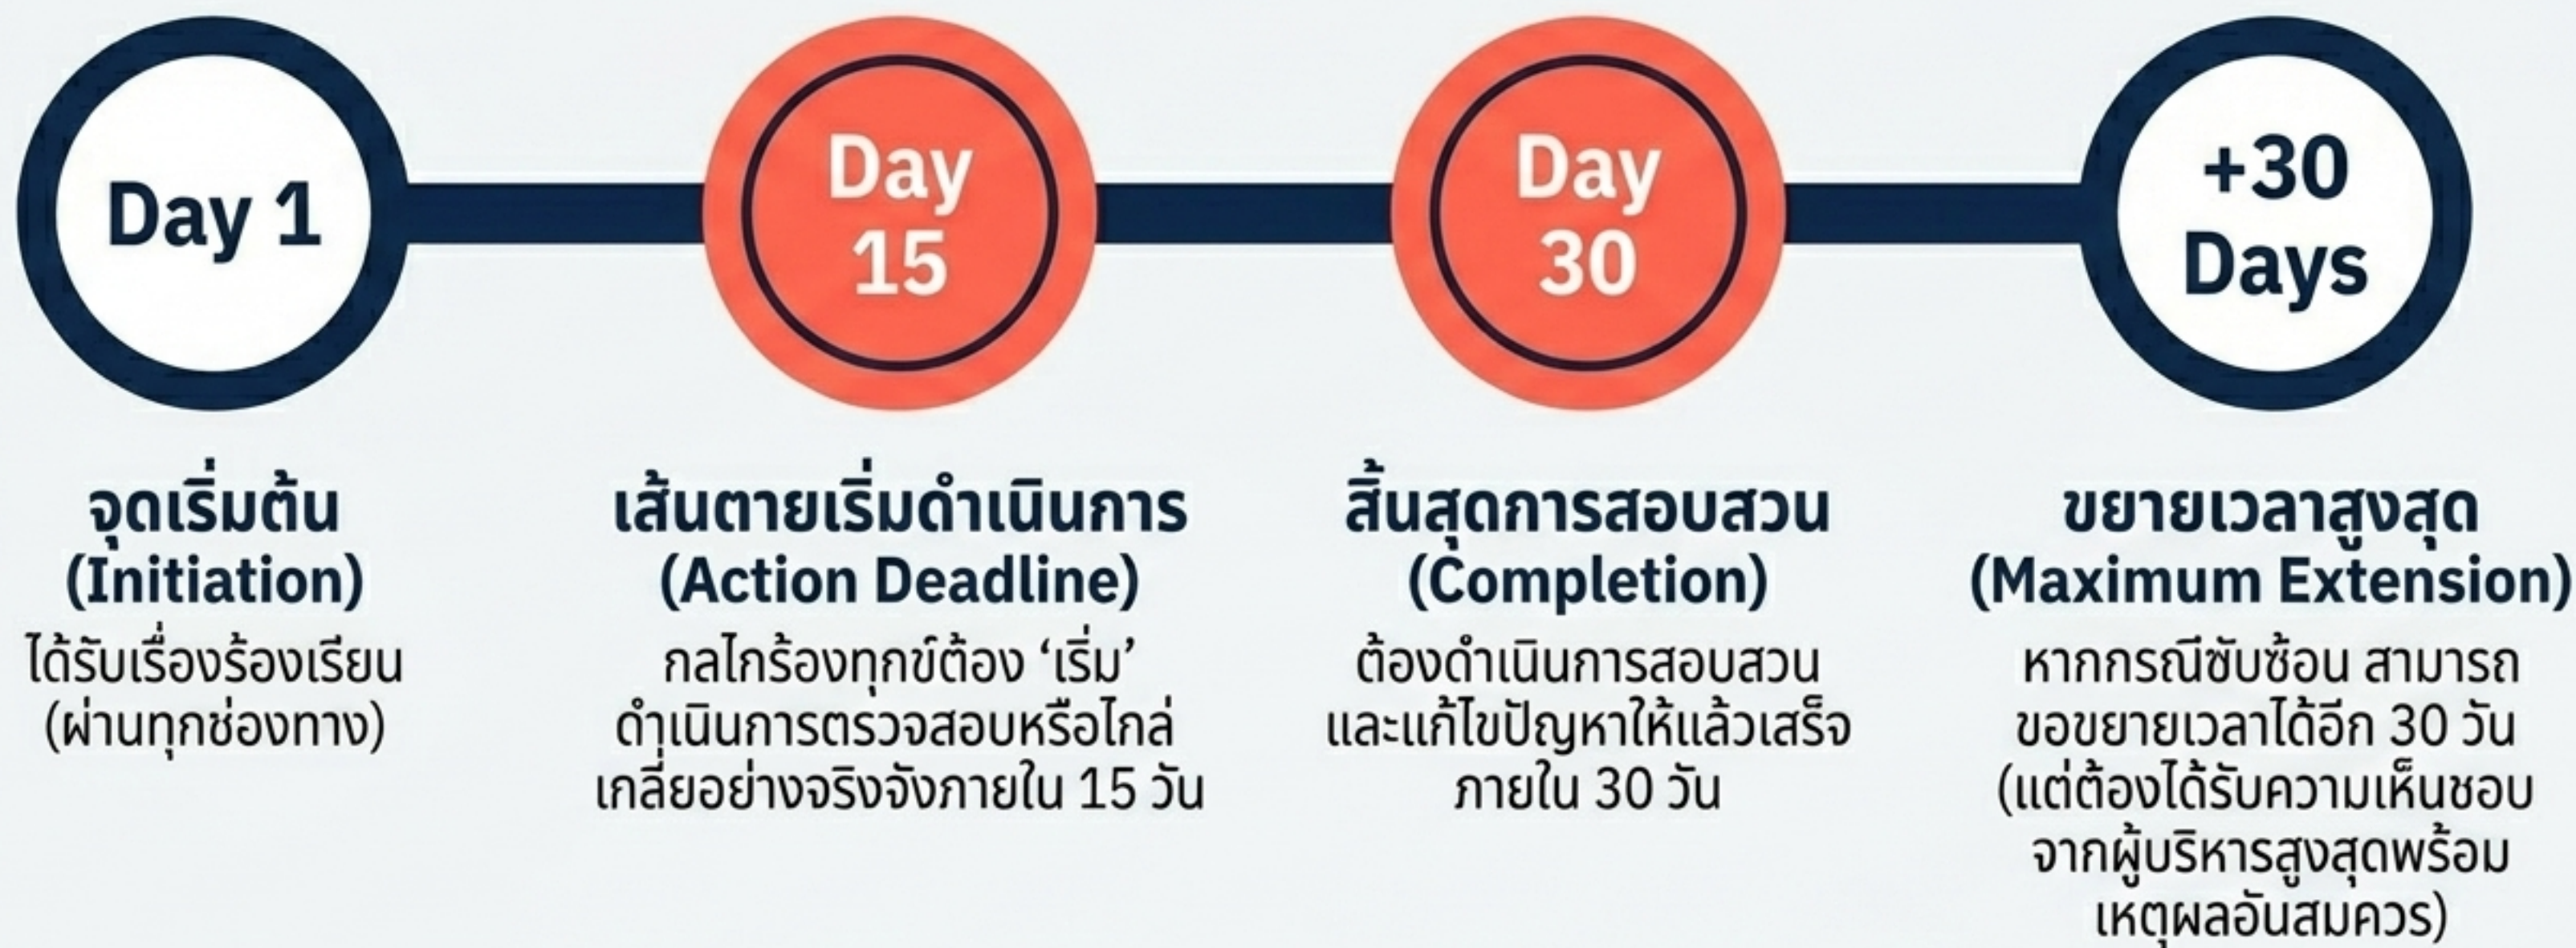 Day 1
Day
15
Day
30
+30
Days
จุดเริ่มต้น
(Initiation)
ได้รับเรื่องร้องเรียน
(ผ่านทุกช่องทาง)
เส้นตายเริ่มดำเนินการ
(Action Deadline)
กลไกร้องทุกข์ต้อง ‘เริ่ม’
ดำเนินการตรวจสอบหรือไกล่
เกลี่ยอย่างจริงจังภายใน 15 วัน
สิ้นสุดการสอบสวน
(Completion)
ต้องดำเนินการสอบสวน
และแก้ไขปัญหาให้แล้วเสร็จ
ภายใน 30 วัน
ขยายเวลาสูงสุด
(Maximum Extension)
หากกรณีซับซ้อน สามารถ
ขอขยายเวลาได้อีก 30 วัน
(แต่ต้องได้รับความเห็นชอบ
จากผู้บริหารสูงสุดพร้อม
เหตุผลอันสมควร)